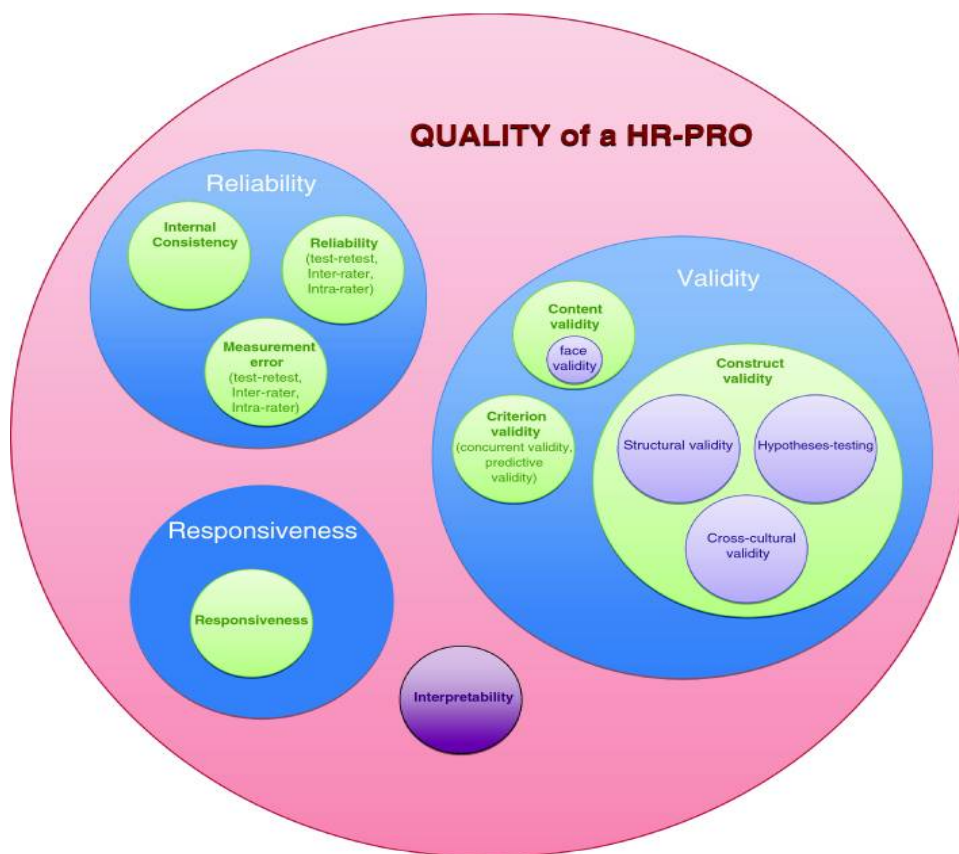 QUALITY of a HR-PRO
Reliability
Internal
Consistency
Reliability
(test-retest,
Inter-rater,
Intra-rater)
Measurement
error
(test-retest,
Inter-rater,
Intra-rater)
Validity
Content
validity
face
validity
Criterion
validity
(concurrent validity,
predictive
validity)
Construct
validity
Structural validity
Hypotheses-testing
Cross-cultural
validity
Responsiveness
Responsiveness
Interpretability